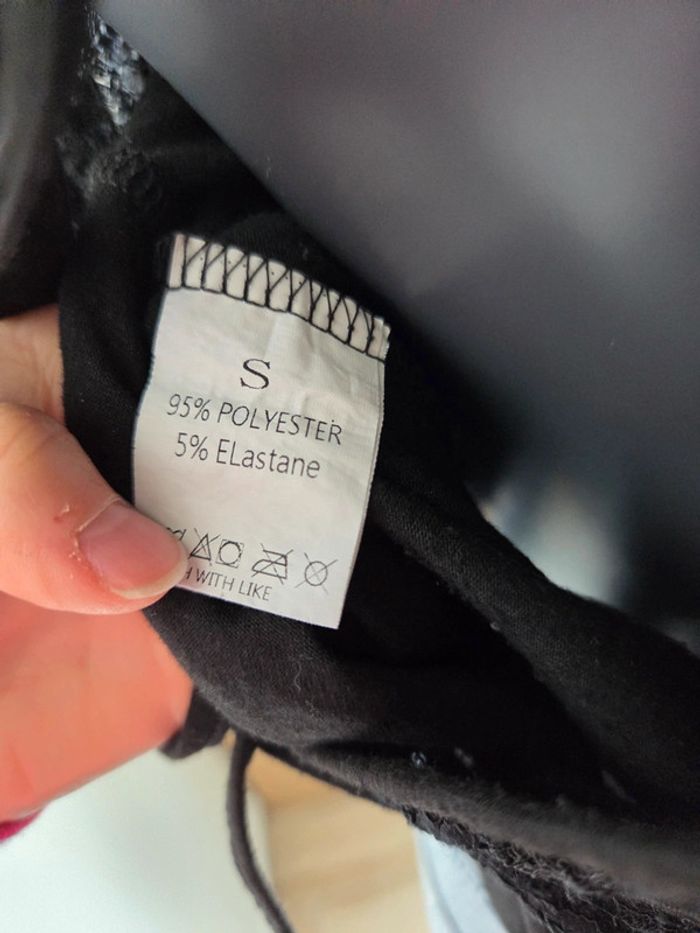 S
95% POLYESTER
5% ELastane
WITH LIKE